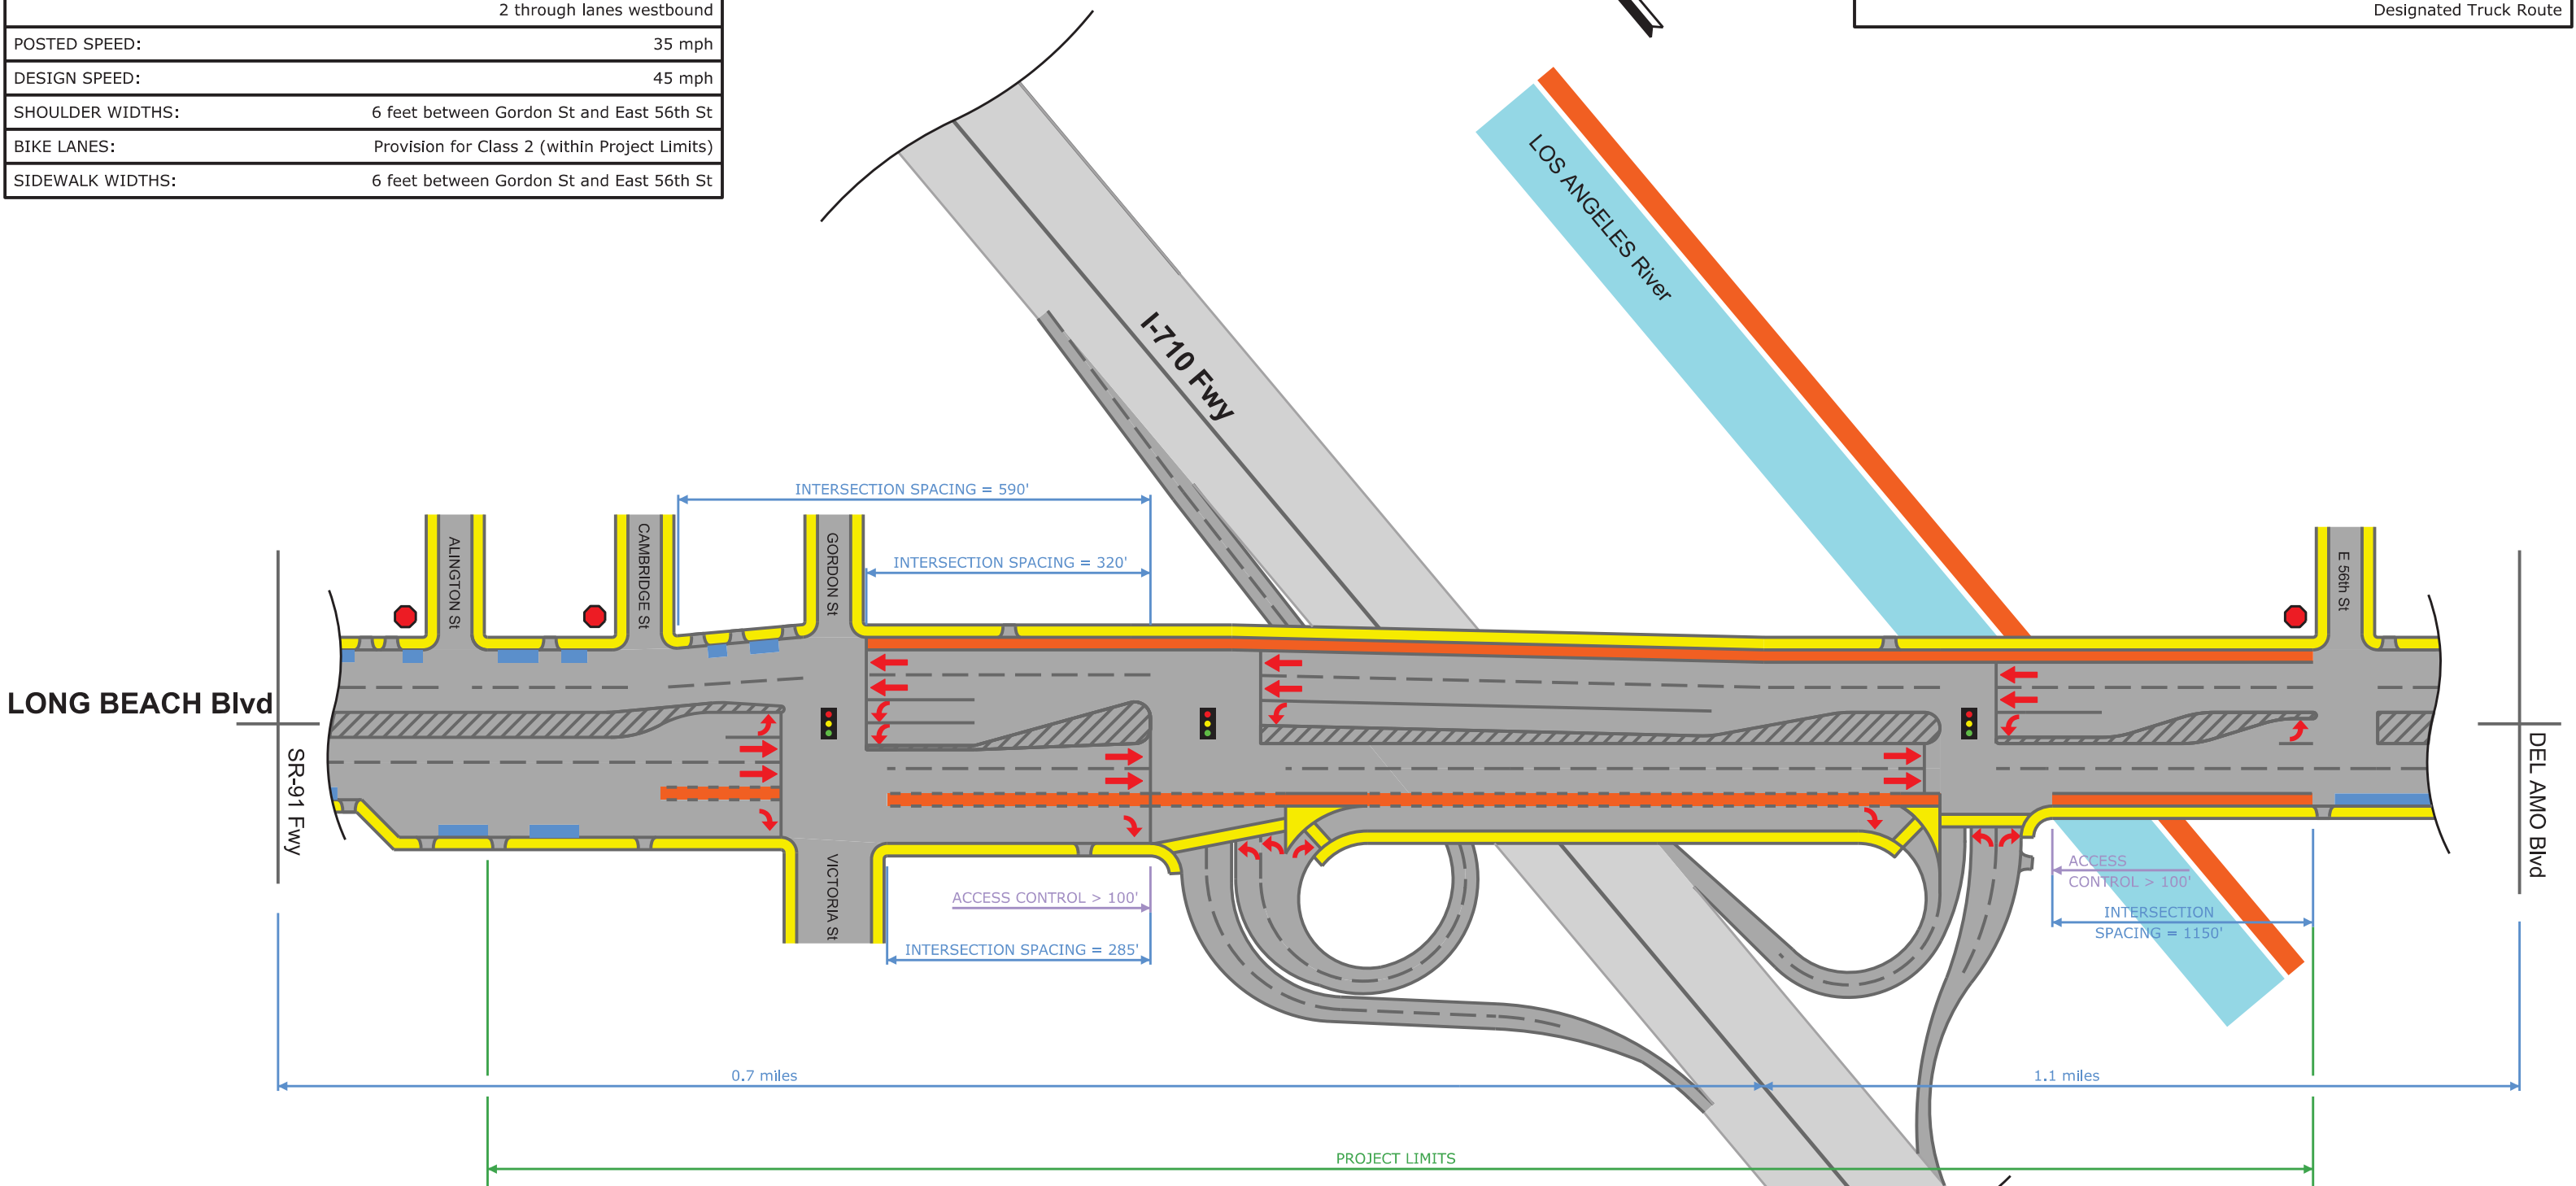 2 through lanes westbound
POSTED SPEED: 35 mph
DESIGN SPEED: 45 mph
SHOULDER WIDTHS: 6 feet between Gordon St and East 56th St
BIKE LANES: Provision for Class 2 (within Project Limits)
SIDEWALK WIDTHS: 6 feet between Gordon St and East 56th St
Designated Truck Route
LOS ANGELES River
I-710 Fwy
INTERSECTION SPACING = 590'
INTERSECTION SPACING = 320'
ALINGTON St
CAMBRIDGE St
GORDON St
E 56th St
LONG BEACH Blvd
SR-91 Fwy
DEL AMO Blvd
VICTORIA St
ACCESS CONTROL > 100'
INTERSECTION SPACING = 285'
ACCESS
CONTROL > 100'
INTERSECTION
SPACING = 1150'
0.7 miles
1.1 miles
PROJECT LIMITS